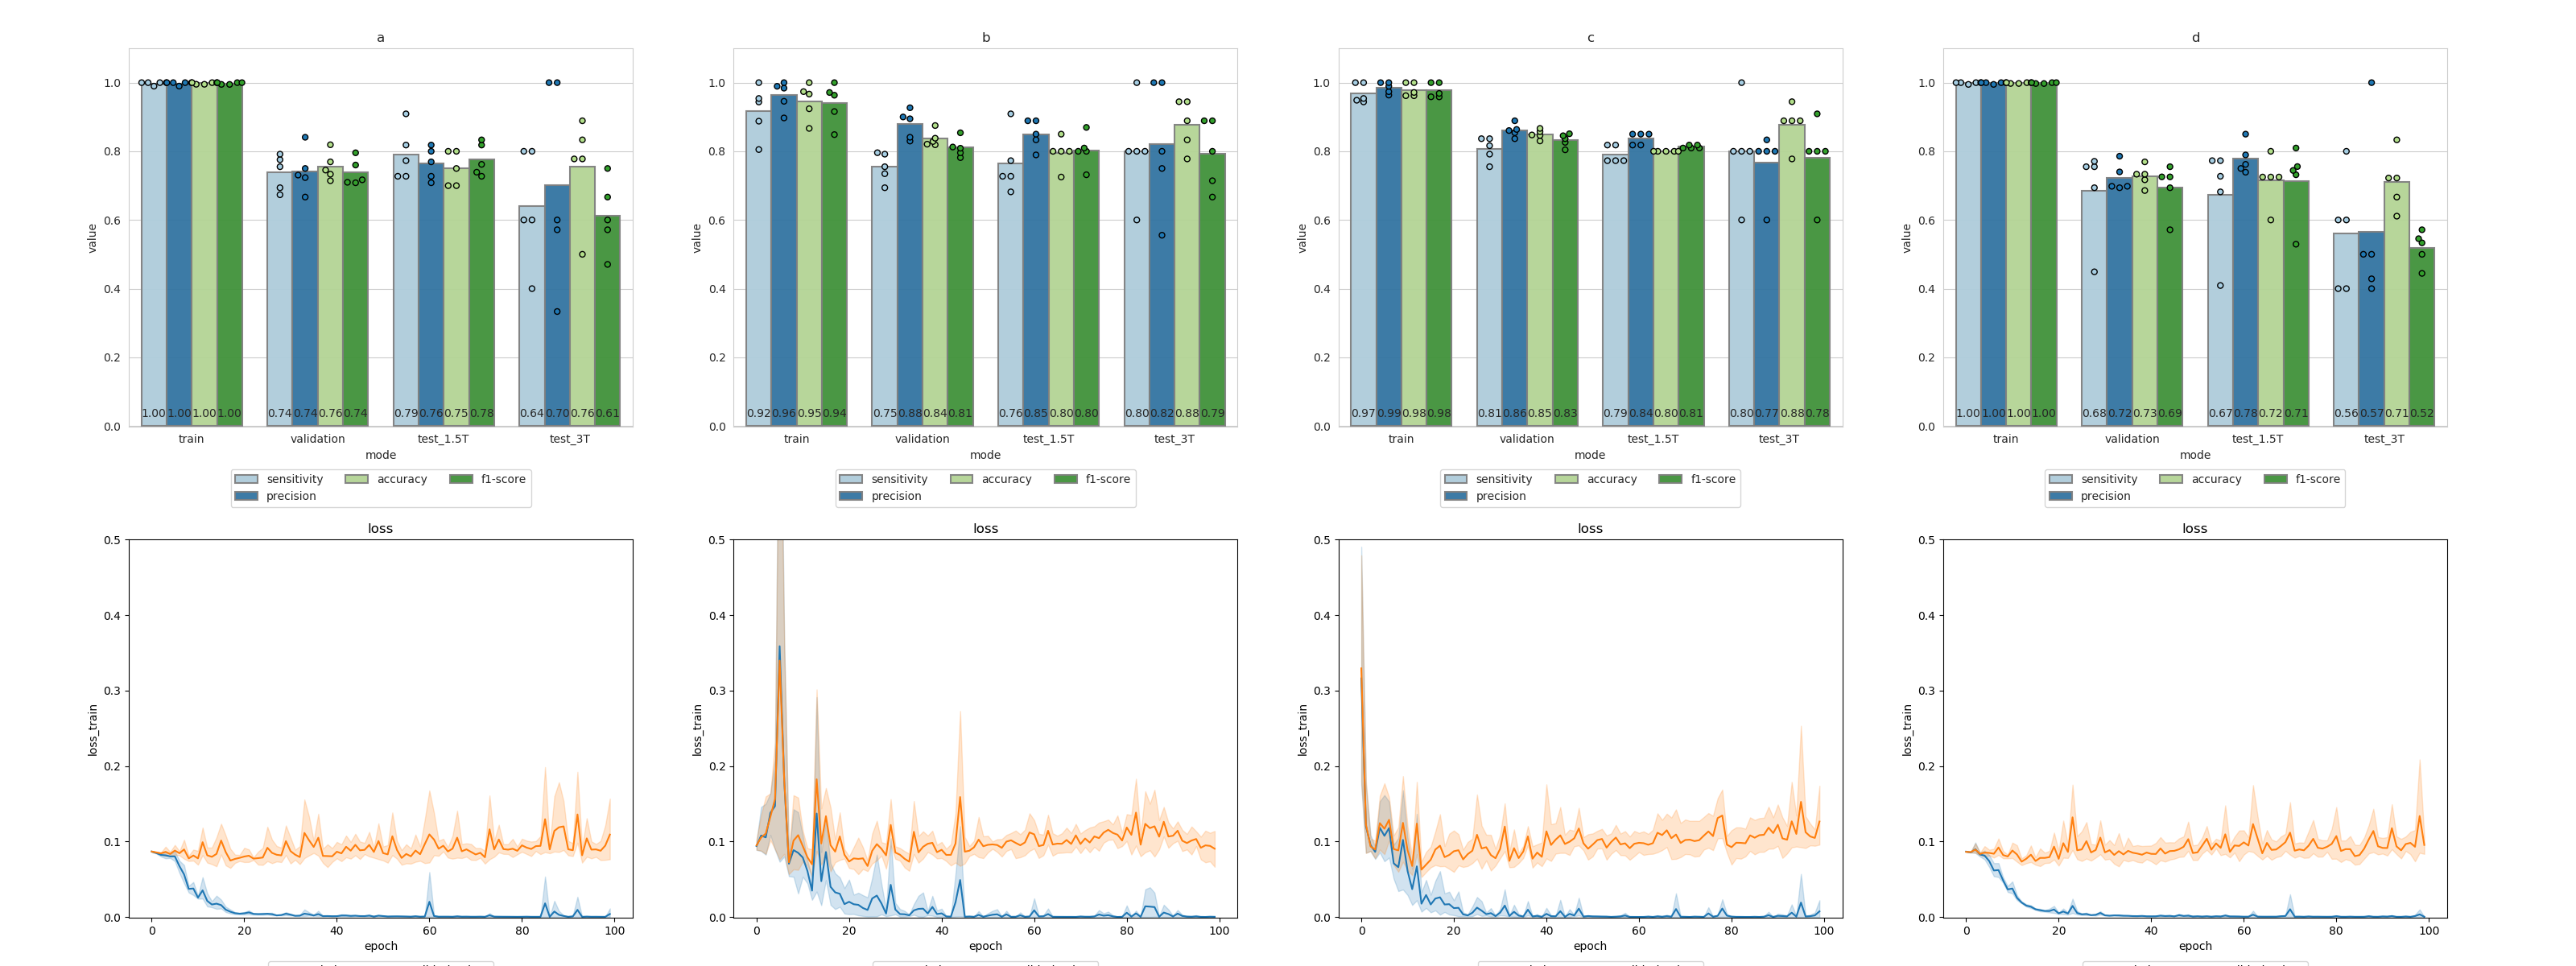 a
1.0
0.8
0.6
0.4
0.2
0.0
value
1.00 1.00 1.00 1.00 0.74 0.74 0.76 0.74 0.79 0.76 0.75 0.78 0.64 0.70 0.76 0.61
train validation test_1.5T test_3T
mode
sensitivity accuracy f1-score
precision
b
1.0
0.8
0.6
0.4
0.2
0.0
value
0.92 0.96 0.95 0.94 0.75 0.88 0.84 0.81 0.76 0.85 0.80 0.80 0.80 0.82 0.88 0.79
train validation test_1.5T test_3T
mode
sensitivity accuracy f1-score
precision
c
1.0
0.8
0.6
0.4
0.2
0.0
value
0.97 0.99 0.98 0.98 0.81 0.86 0.85 0.83 0.79 0.84 0.80 0.81 0.80 0.77 0.88 0.78
train validation test_1.5T test_3T
mode
sensitivity accuracy f1-score
precision
d
1.0
0.8
0.6
0.4
0.2
0.0
value
1.00 1.00 1.00 1.00 0.68 0.72 0.73 0.69 0.67 0.78 0.72 0.71 0.56 0.57 0.71 0.52
train validation test_1.5T test_3T
mode
sensitivity accuracy f1-score
precision
loss
0.5
0.4
0.3
0.2
0.1
0.0
loss_train
0 20 40 60 80 100
epoch
loss
0.5
0.4
0.3
0.2
0.1
0.0
loss_train
0 20 40 60 80 100
epoch
loss
0.5
0.4
0.3
0.2
0.1
0.0
loss_train
0 20 40 60 80 100
epoch
loss
0.5
0.4
0.3
0.2
0.1
0.0
loss_train
0 20 40 60 80 100
epoch